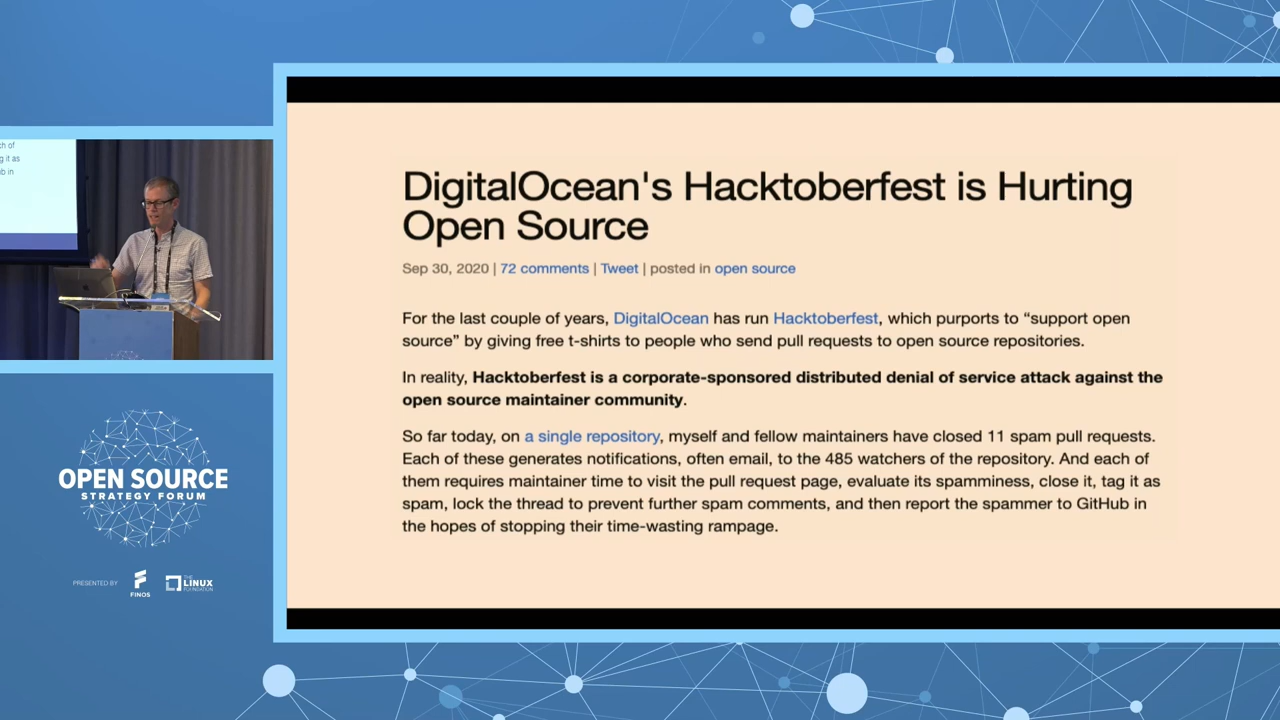 ch of
g it as
b in
OPEN SOURCE
STRATEGY FORUM
PRESENTED BY
FINOS
THE
LINUX
FOUNDATION
DigitalOcean's Hacktoberfest is Hurting
Open Source
Sep 30, 2020 | 72 comments | Tweet | posted in open source
For the last couple of years, DigitalOcean has run Hacktoberfest, which purports to “support open
source” by giving free t-shirts to people who send pull requests to open source repositories.
In reality, Hacktoberfest is a corporate-sponsored distributed denial of service attack against the
open source maintainer community.
So far today, on a single repository, myself and fellow maintainers have closed 11 spam pull requests.
Each of these generates notifications, often email, to the 485 watchers of the repository. And each of
them requires maintainer time to visit the pull request page, evaluate its spamminess, close it, tag it as
spam, lock the thread to prevent further spam comments, and then report the spammer to GitHub in
the hopes of stopping their time-wasting rampage.